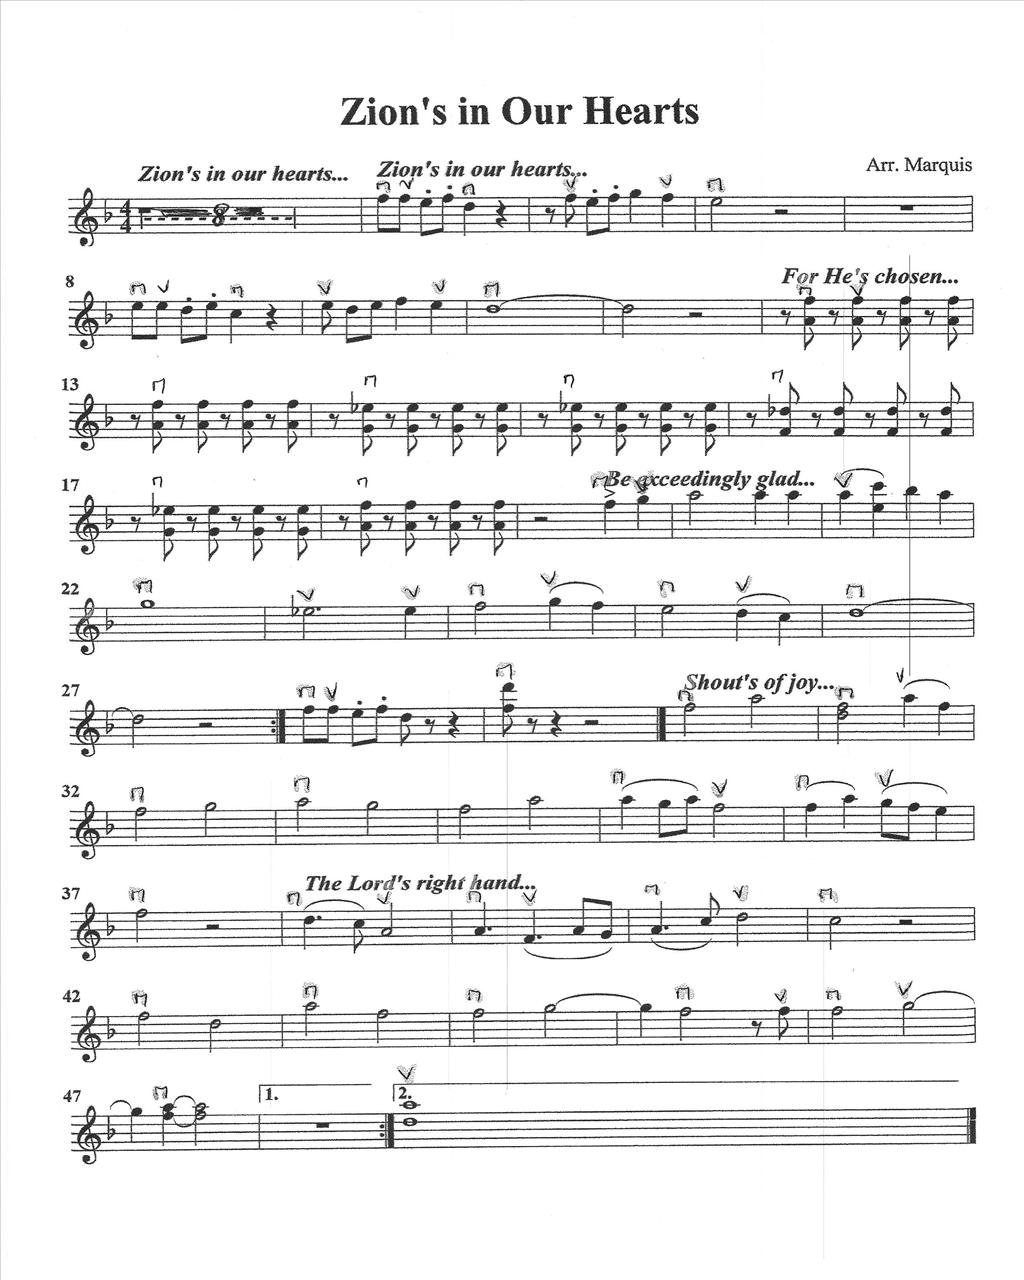 Zion's in Our Hearts
Arr. Marquis
Zion's in our hearts... Zion's in our hearts...
4
4
8
8
For He's chosen...
13
17
Be exceedingly glad...
22
27
Shout's of joy...
32
37
The Lord's right hand...
42
47
1.
2.